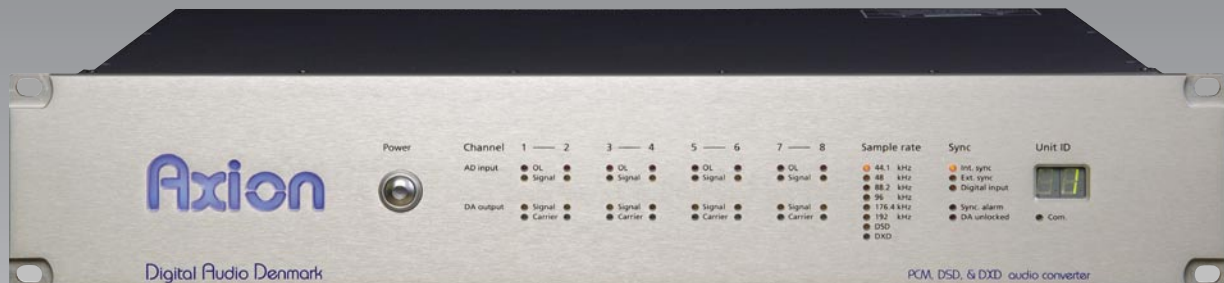 Axion
Digital Audio Denmark
Power
Channel 1 2 3 4 5 6 7 8
AD input OL OL OL OL
Signal Signal Signal Signal
DA output Signal Signal Signal Signal
Carrier Carrier Carrier Carrier
Sample rate
44.1 kHz
48 kHz
88.2 kHz
96 kHz
176.4 kHz
192 kHz
DSD
DXD
Sync
Int. sync
Ext. sync
Digital input
Sync. alarm
DA unlocked
Unit ID
1
Com.
PCM, DSD, & DXD audio converter